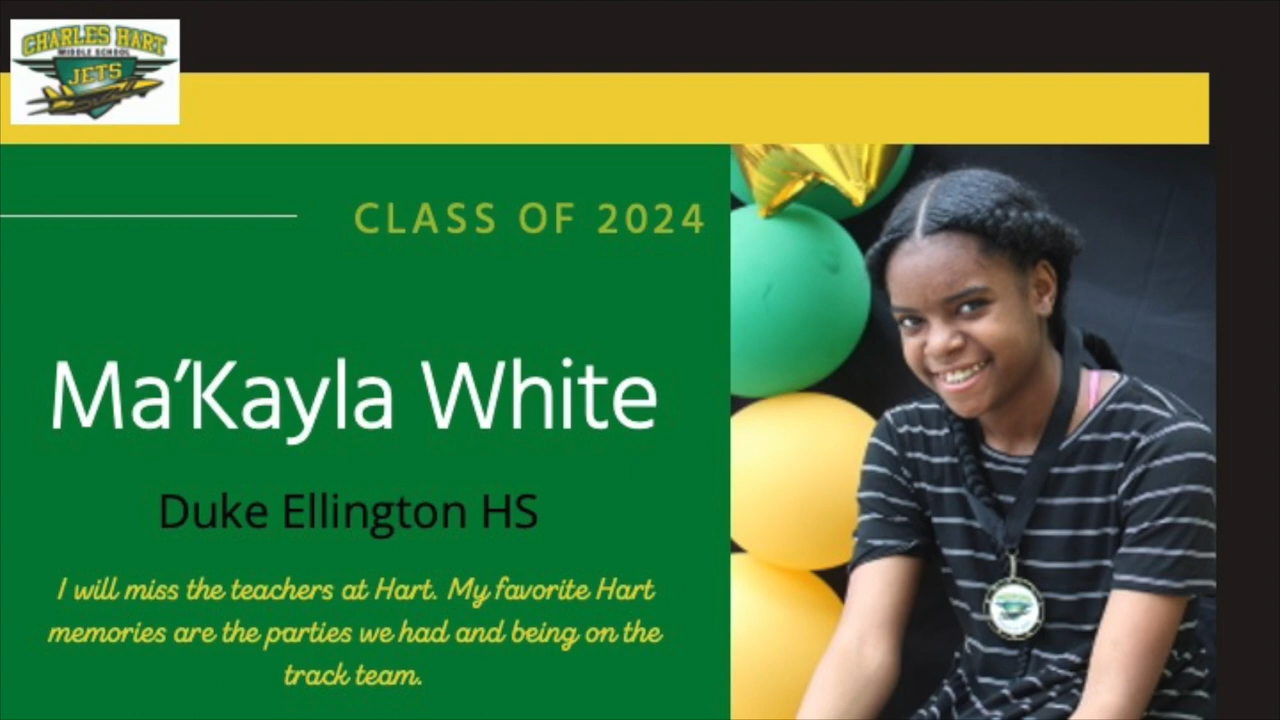 CHARLES HART
MIDDLE SCHOOL
JETS
CLASS OF 2024
Ma’Kayla White
Duke Ellington HS
I will miss the teachers at Hart. My favorite Hart
memories are the parties we had and being on the
track team.